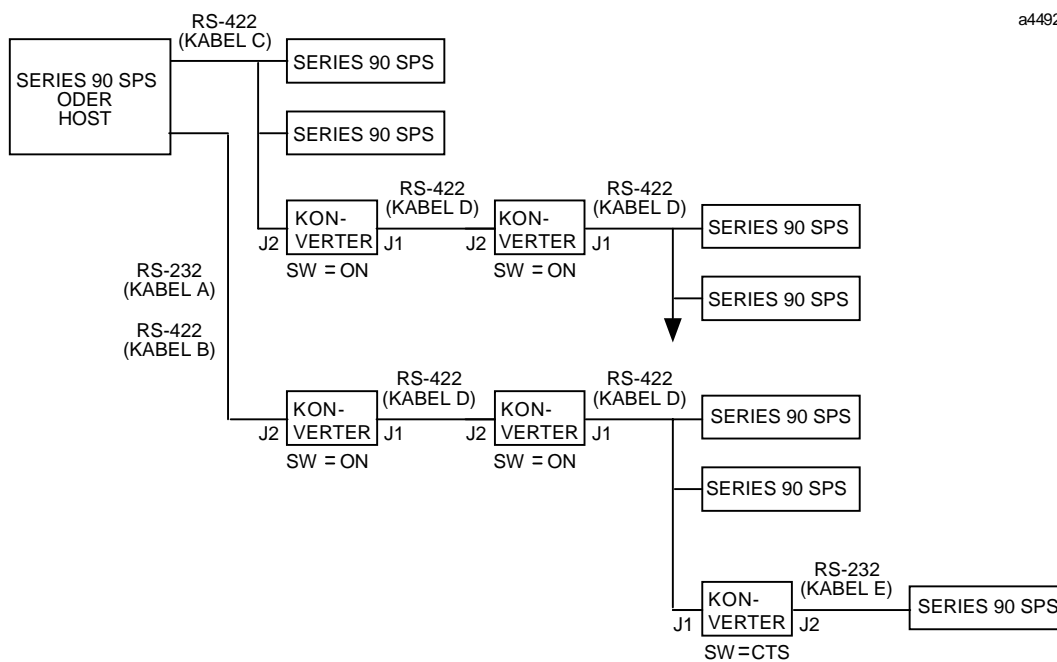 a4492
RS-422
(KABEL C)
SERIES 90 SPS
ODER
HOST
SERIES 90 SPS
SERIES 90 SPS
RS-422
(KABEL D)
RS-422
(KABEL D)
J2
KON-
VERTER
J1
J2
KON-
VERTER
J1
SERIES 90 SPS
SW = ON
SW = ON
RS-232
(KABEL A)
SERIES 90 SPS
RS-422
(KABEL B)
RS-422
(KABEL D)
RS-422
(KABEL D)
J2
KON-
VERTER
J1
J2
KON-
VERTER
J1
SERIES 90 SPS
SW = ON
SW = ON
SERIES 90 SPS
RS-232
(KABEL E)
J1
KON-
VERTER
J2
SERIES 90 SPS
SW=CTS